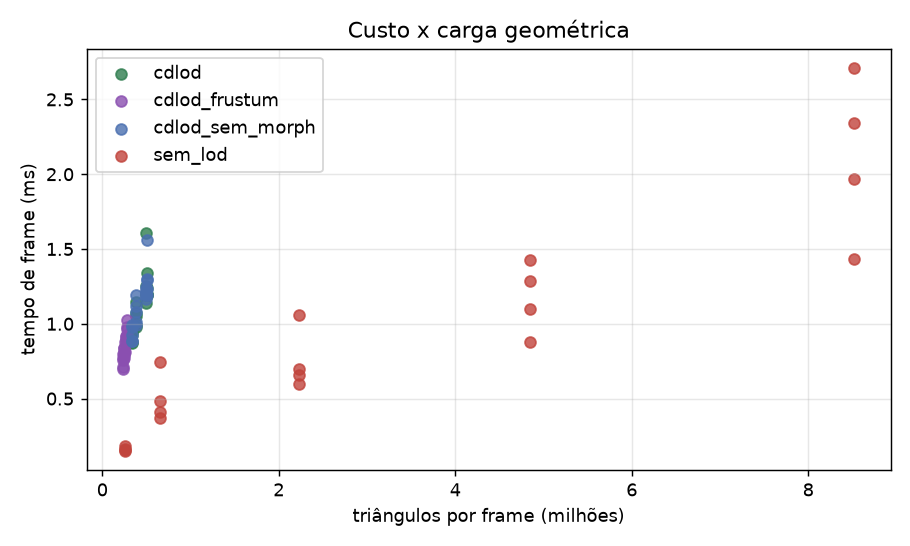 Custo x carga geométrica
cdlod
cdlod_frustum
cdlod_sem_morph
sem_lod
tempo de frame (ms)
2.5
2.0
1.5
1.0
0.5
0
2
4
6
8
triângulos por frame (milhões)